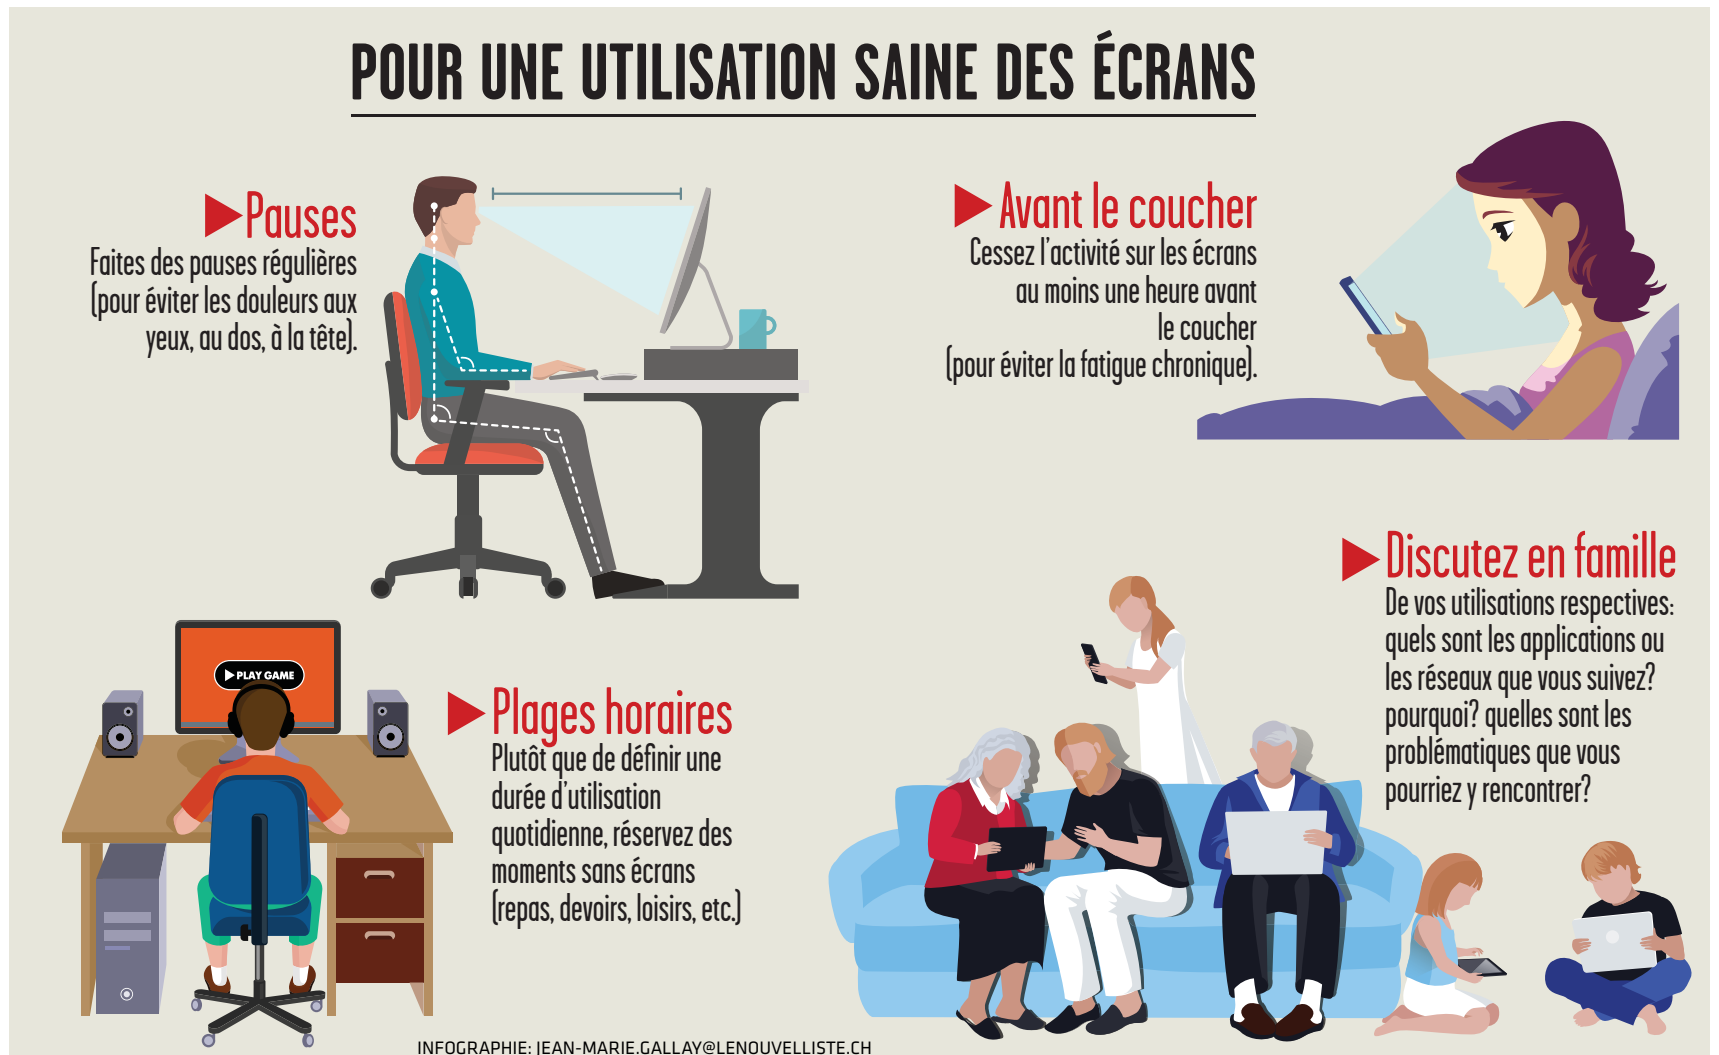 POUR UNE UTILISATION SAINE DES ÉCRANS
Pauses
Faites des pauses régulières
(pour éviter les douleurs aux
yeux, au dos, à la tête).
Avant le coucher
Cessez l'activité sur les écrans
au moins une heure avant
le coucher
(pour éviter la fatigue chronique).
PLAY GAME
Plages horaires
Plutôt que de définir une
durée d'utilisation
quotidienne, réservez des
moments sans écrans
(repas, devoirs, loisirs, etc.)
Discutez en famille
De vos utilisations respectives:
quels sont les applications ou
les réseaux que vous suivez?
pourquoi? quelles sont les
problématiques que vous
pourriez y rencontrer?
INFOGRAPHIE: JEAN-MARIE.GALLAY@LENOUVELLISTE.CH